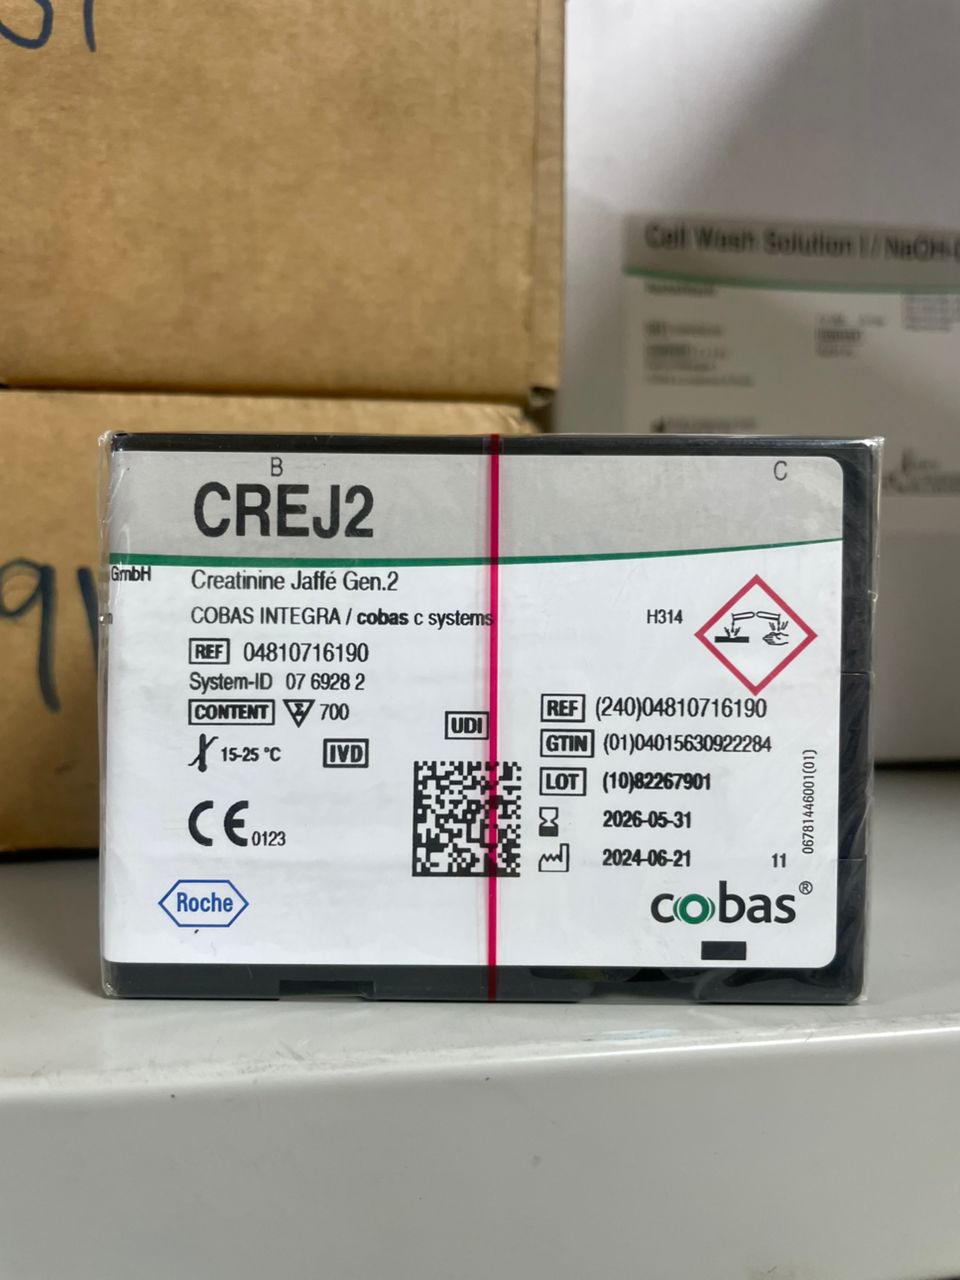 91
Cell Wash Solution I / NaOH-
B
C
CREJ2
GmbH
Creatinine Jaffé Gen.2
COBAS INTEGRA / cobas c systems
H314
REF 04810716190
System-ID 07 6928 2
CONTENT Σ 700
15-25 °C IVD
UDI
REF (240)04810716190
GTIN (01)04015630922284
LOT (10)82267901
2026-05-31
2024-06-21
11
06781446001(01)
CE 0123
Roche
cobas®